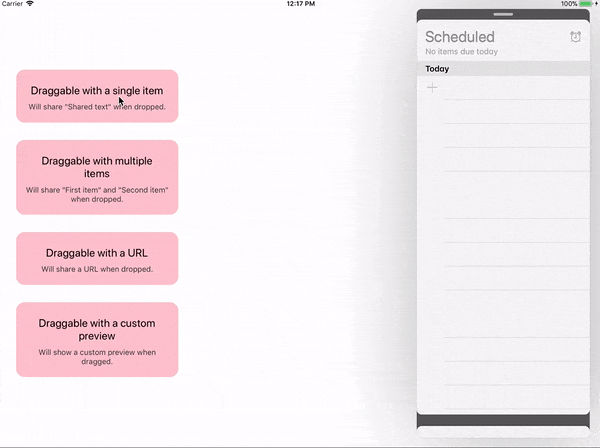 Carrier 12:17 PM 100%
Draggable with a single item
Will share "Shared text" when dropped.
Draggable with multiple
items
Will share "First item" and "Second item"
when dropped.
Draggable with a URL
Will share a URL when dropped.
Draggable with a custom
preview
Will show a custom preview when
dragged.
Scheduled
No items due today
Today